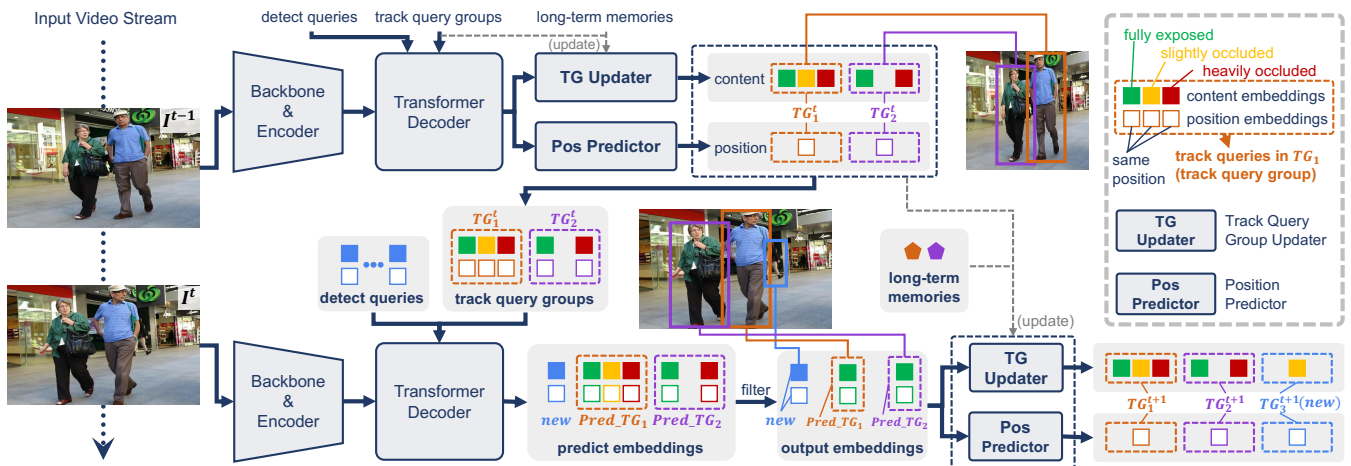 Input Video Stream
detect queries
track query groups
long-term memories
(update)
I^{t-1}
Backbone
&
Encoder
Transformer
Decoder
TG Updater
Pos Predictor
content
TG_1^t
TG_2^t
position
fully exposed
slightly occluded
heavily occluded
content embeddings
position embeddings
same
position
track queries in TG_1
(track query group)
TG
Updater
Track Query
Group Updater
Pos
Predictor
Position
Predictor
TG_1^t
TG_2^t
detect queries
track query groups
long-term
memories
(update)
I^t
Backbone
&
Encoder
Transformer
Decoder
new
Pred_TG_1
Pred_TG_2
predict embeddings
filter
new
Pred_TG_1
Pred_TG_2
output embeddings
TG
Updater
Pos
Predictor
TG_1^{t+1}
TG_2^{t+1}
TG_3^{t+1}(new)